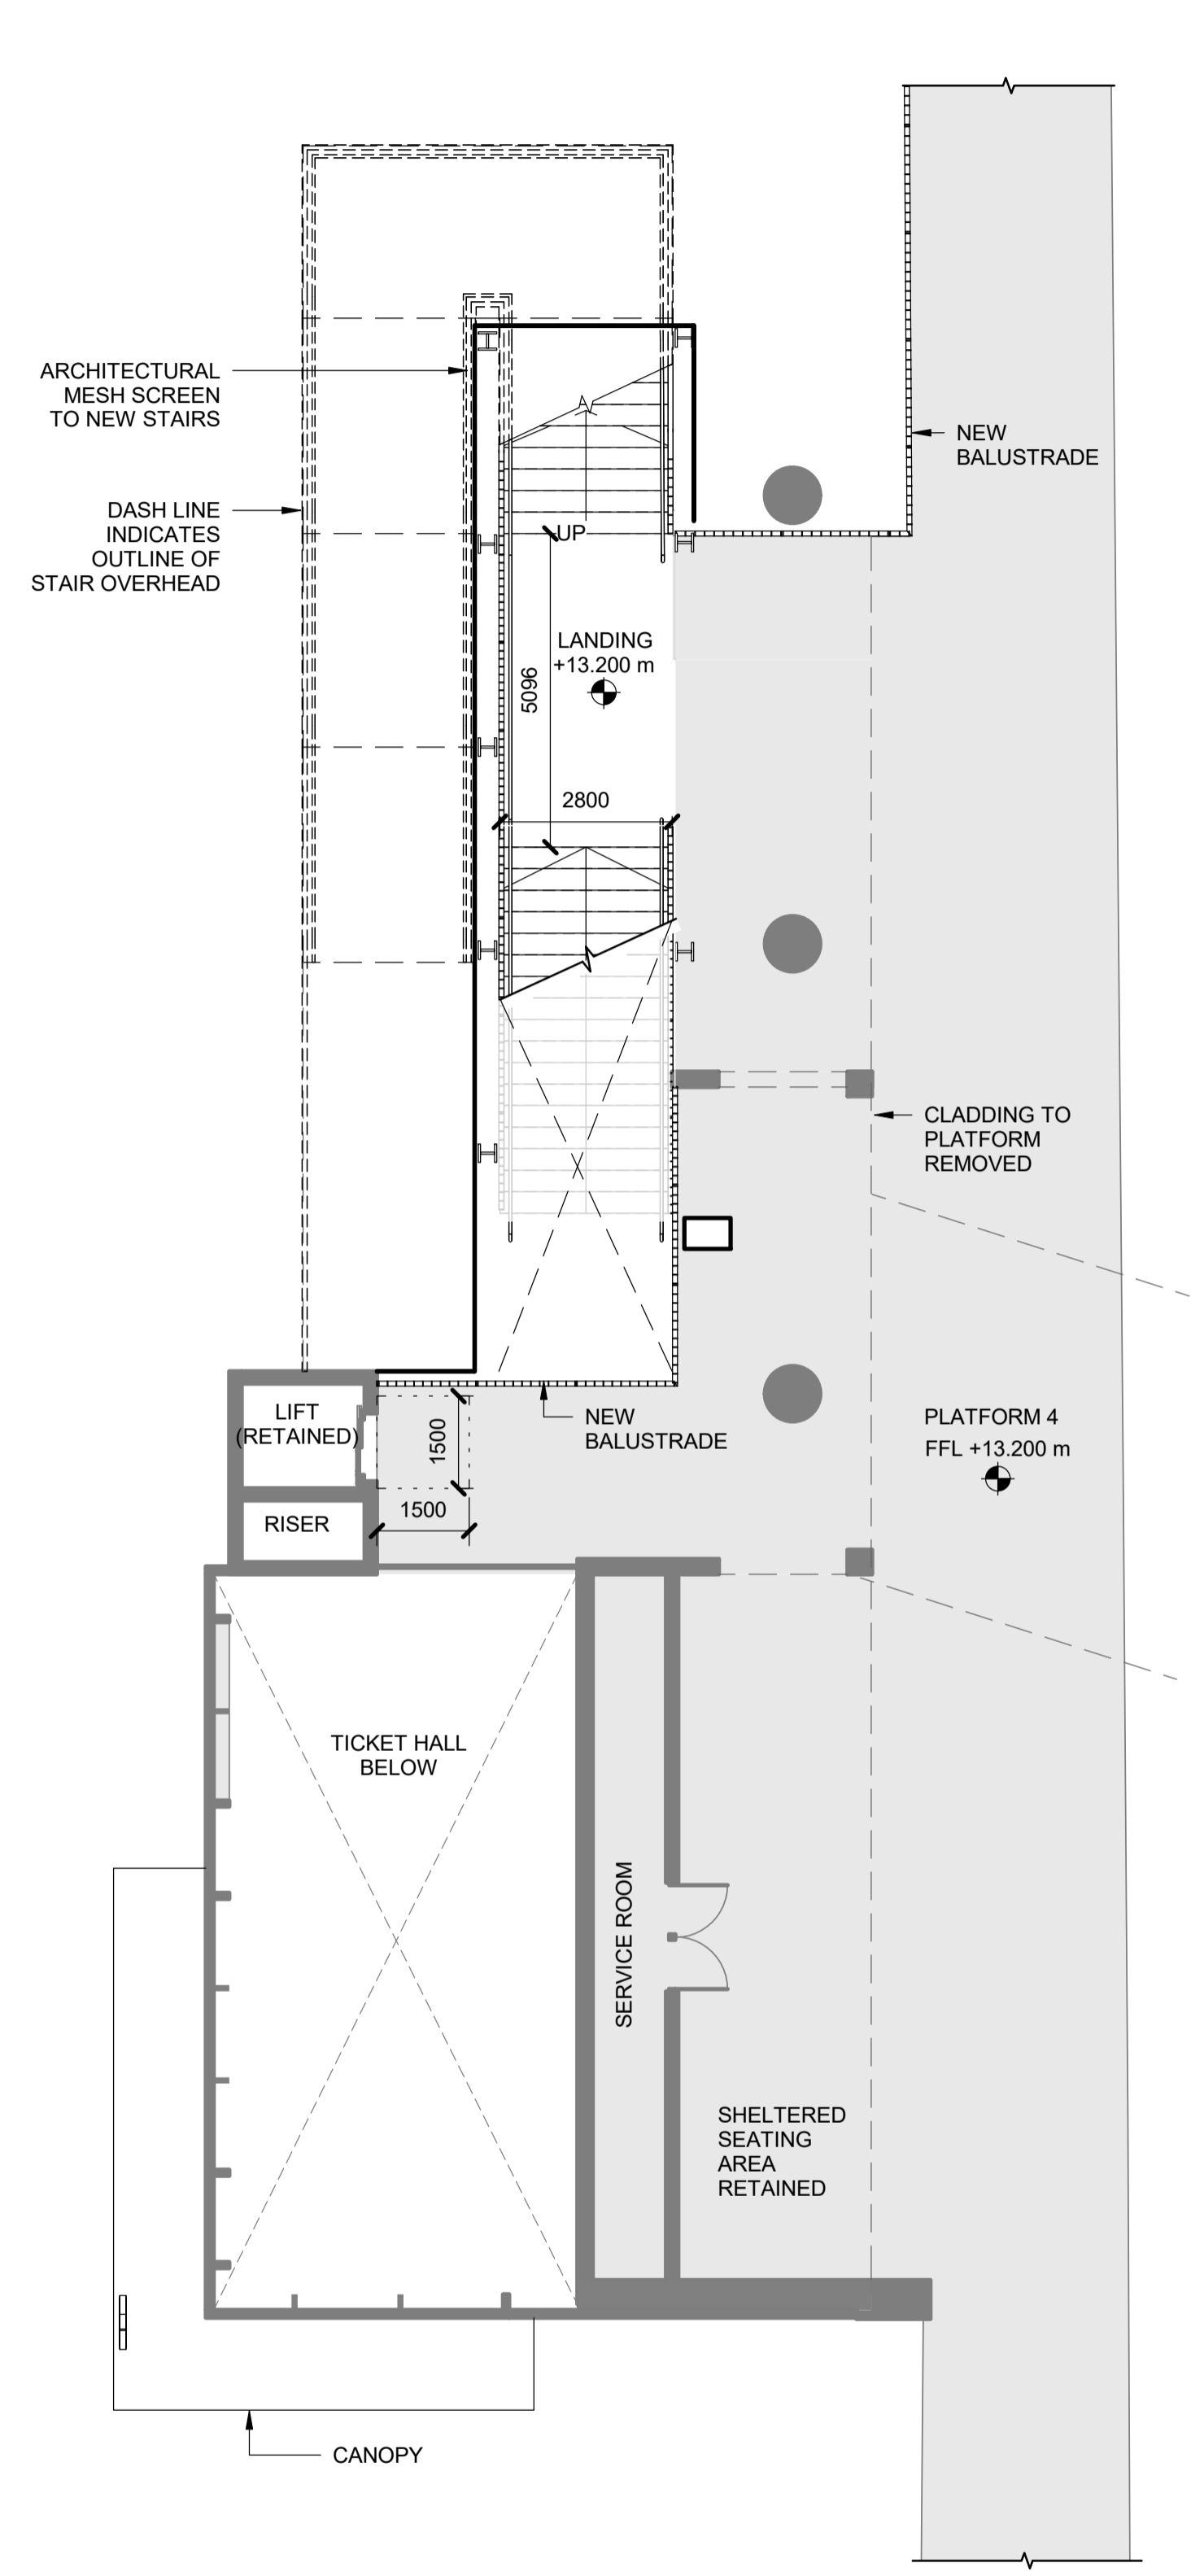 ARCHITECTURAL
MESH SCREEN
TO NEW STAIRS
NEW
BALUSTRADE
DASH LINE
INDICATES
OUTLINE OF
STAIR OVERHEAD
UP
LANDING
+13.200 m
5096
2800
CLADDING TO
PLATFORM
REMOVED
LIFT
(RETAINED)
1500
NEW
BALUSTRADE
PLATFORM 4
FFL +13.200 m
1500
RISER
TICKET HALL
BELOW
SERVICE ROOM
SHELTERED
SEATING
AREA
RETAINED
CANOPY